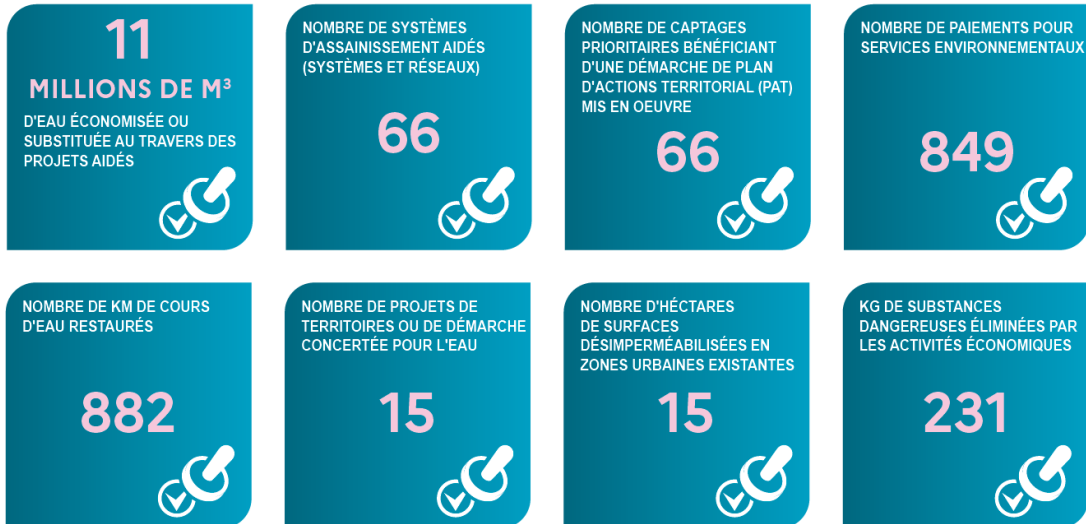 11
MILLIONS DE M³
D'EAU ÉCONOMISÉE OU
SUBSTITUÉE AU TRAVERS DES
PROJETS AIDÉS
NOMBRE DE SYSTÈMES
D'ASSAINISSEMENT AIDÉS
(SYSTÈMES ET RÉSEAUX)
66
NOMBRE DE CAPTAGES
PRIORITAIRES BÉNÉFICIANT
D'UNE DÉMARCHE DE PLAN
D'ACTIONS TERRITORIAL (PAT)
MIS EN OEUVRE
66
NOMBRE DE PAIEMENTS POUR
SERVICES ENVIRONNEMENTAUX
849
NOMBRE DE KM DE COURS
D'EAU RESTAURÉS
882
NOMBRE DE PROJETS DE
TERRITOIRES OU DE DÉMARCHE
CONCERTÉE POUR L'EAU
15
NOMBRE D'HÉCTARES
DE SURFACES
DÉSIMPERMÉABILISÉES EN
ZONES URBAINES EXISTANTES
15
KG DE SUBSTANCES
DANGEREUSES ÉLIMINÉES PAR
LES ACTIVITÉS ÉCONOMIQUES
231